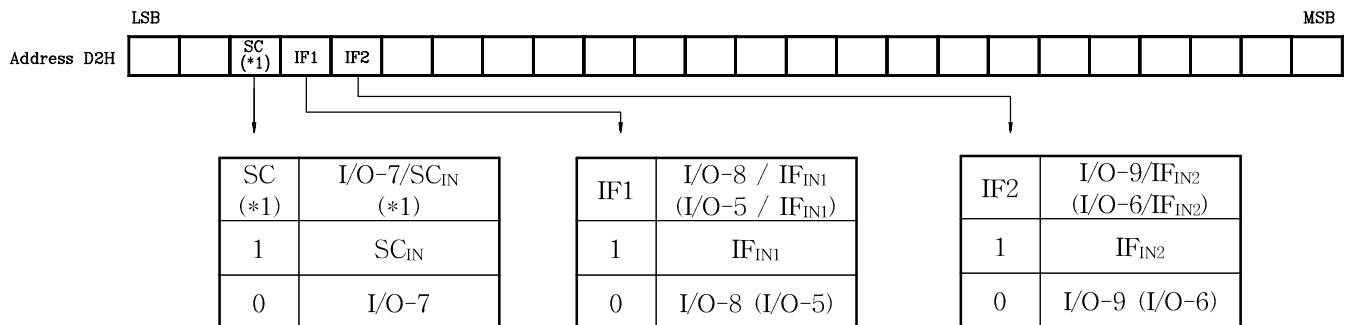 LSB MSB
Address D2H SC (*1) IF1 IF2
SC (*1) I/O-7/SCIN (*1)
1 SCIN
0 I/O-7
IF1 I/O-8 / IFIN1 (I/O-5 / IFIN1)
1 IFIN1
0 I/O-8 (I/O-5)
IF2 I/O-9/IFIN2 (I/O-6/IFIN2)
1 IFIN2
0 I/O-9 (I/O-6)